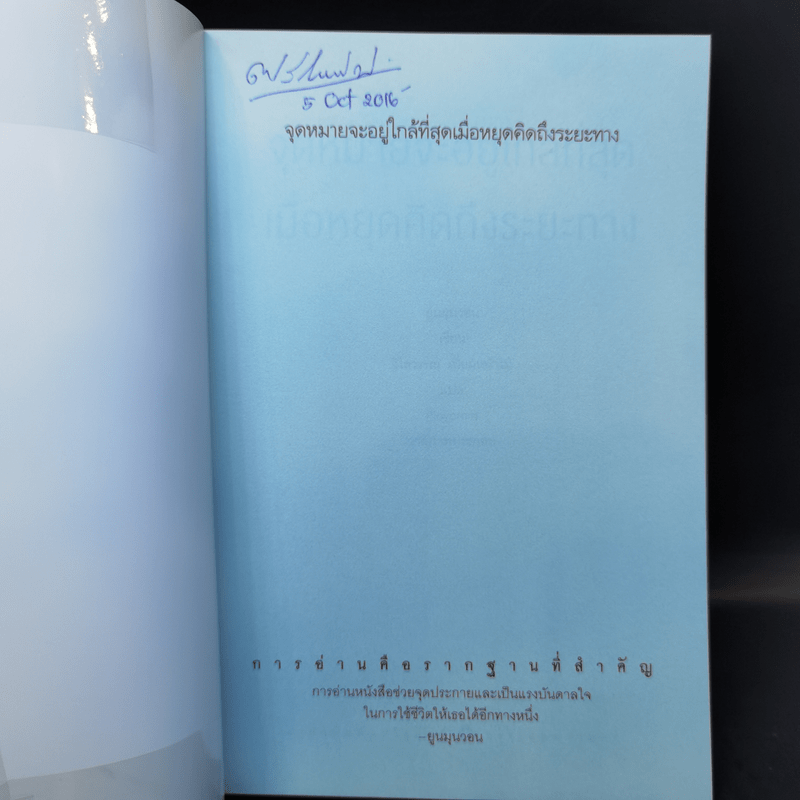 5 Oct 2016
จุดหมายจะอยู่ใกล้ที่สุดเมื่อหยุดคิดถึงระยะทาง
การอ่านคือรากฐานที่สำคัญ
การอ่านหนังสือช่วยจุดประกายและเป็นแรงบันดาลใจ
ในการใช้ชีวิตให้เธอได้อีกทางหนึ่ง
–ยูนมุนวอน